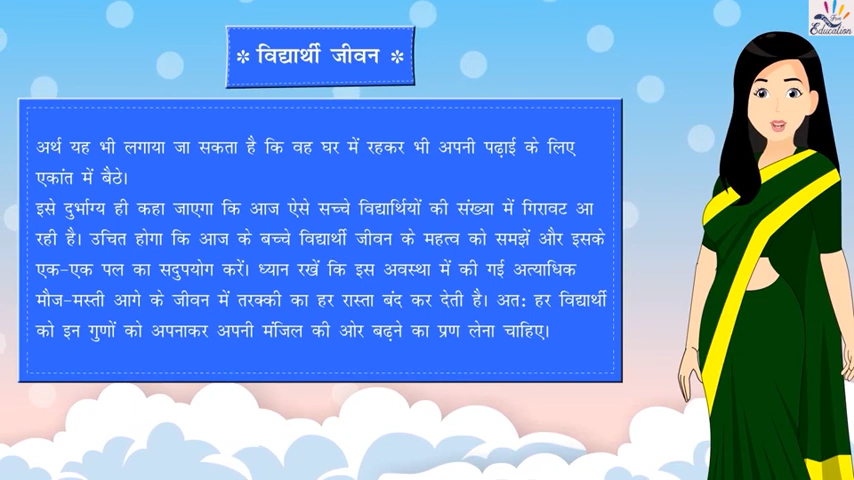 Free
Education
* विद्यार्थी जीवन *
अर्थ यह भी लगाया जा सकता है कि वह घर में रहकर भी अपनी पढ़ाई के लिए
एकांत में बैठे।
इसे दुर्भाग्य ही कहा जाएगा कि आज ऐसे सच्चे विद्यार्थियों की संख्या में गिरावट आ
रही है। उचित होगा कि आज के बच्चे विद्यार्थी जीवन के महत्व को समझें और इसके
एक-एक पल का सदुपयोग करें। ध्यान रखें कि इस अवस्था में की गई अत्याधिक
मौज-मस्ती आगे के जीवन में तरक्की का हर रास्ता बंद कर देती है। अत: हर विद्यार्थी
को इन गुणों को अपनाकर अपनी मंजिल की ओर बढ़ने का प्रण लेना चाहिए।